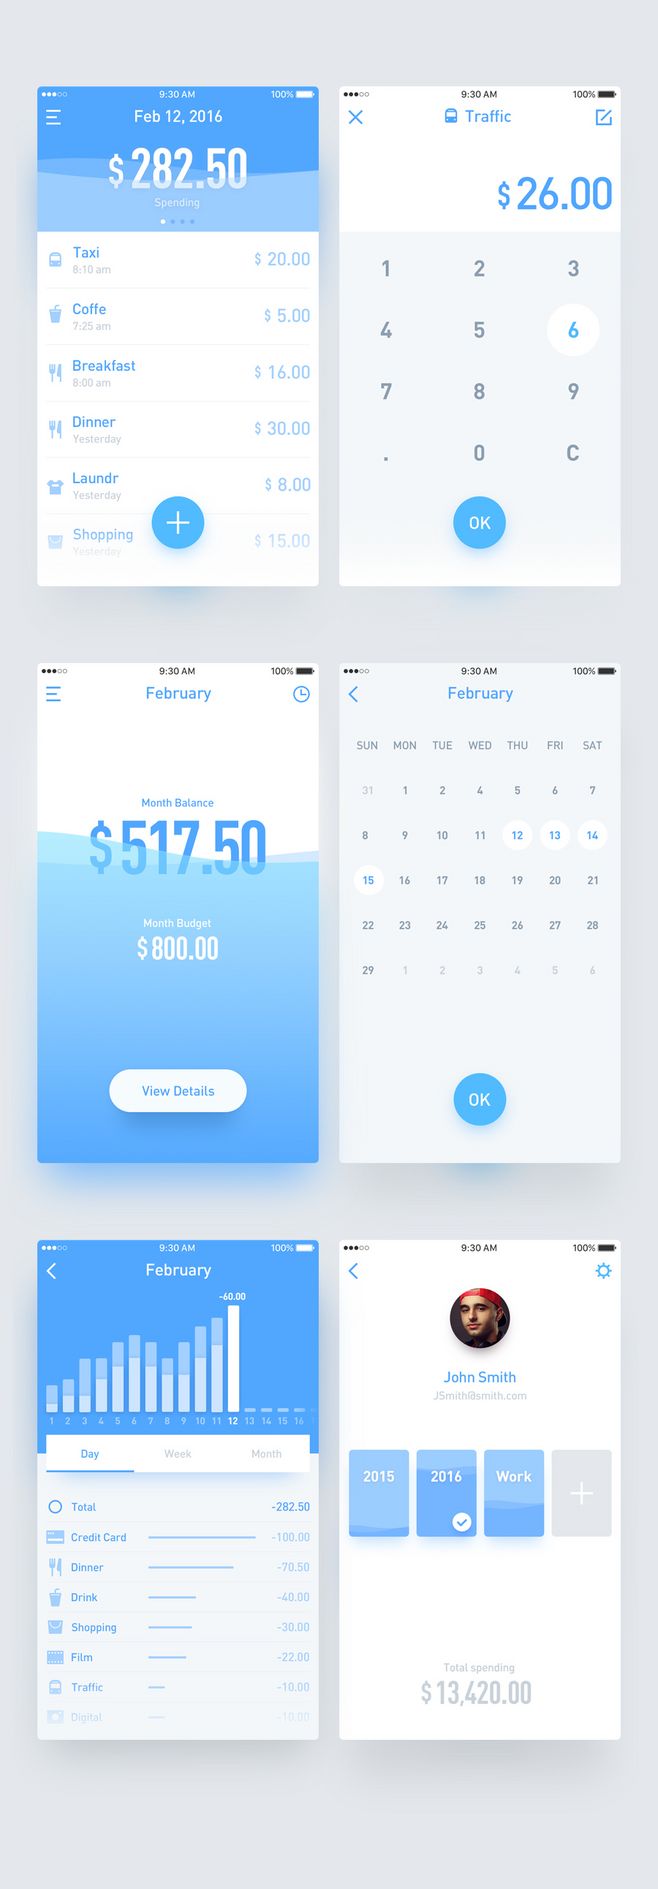 9:30 AM 100%
Feb 12, 2016
$ 282.50
Spending
Taxi $ 20.00
8:10 am
Coffe $ 5.00
7:25 am
Breakfast $ 16.00
8:00 am
Dinner $ 30.00
Yesterday
Laundr $ 8.00
Yesterday
Shopping $ 15.00
Yesterday
9:30 AM 100%
Traffic
$ 26.00
1 2 3
4 5 6
7 8 9
. 0 C
OK
9:30 AM 100%
February
Month Balance
$ 517.50
Month Budget
$ 800.00
View Details
9:30 AM 100%
February
SUN MON TUE WED THU FRI SAT
31 1 2 4 5 6 7
8 9 10 11 12 13 14
15 16 17 18 19 20 21
22 23 24 25 26 27 28
29 1 2 3 4 5 6
OK
9:30 AM 100%
February
-60.00
1 2 3 4 5 6 7 8 9 10 11 12 13 14 15 16
Day Week Month
Total -282.50
Credit Card -100.00
Dinner -70.50
Drink -40.00
Shopping -30.00
Film -22.00
Traffic -10.00
Digital -10.00
9:30 AM 100%
John Smith
JSmith@smith.com
2015 2016 Work
Total spending
$ 13,420.00